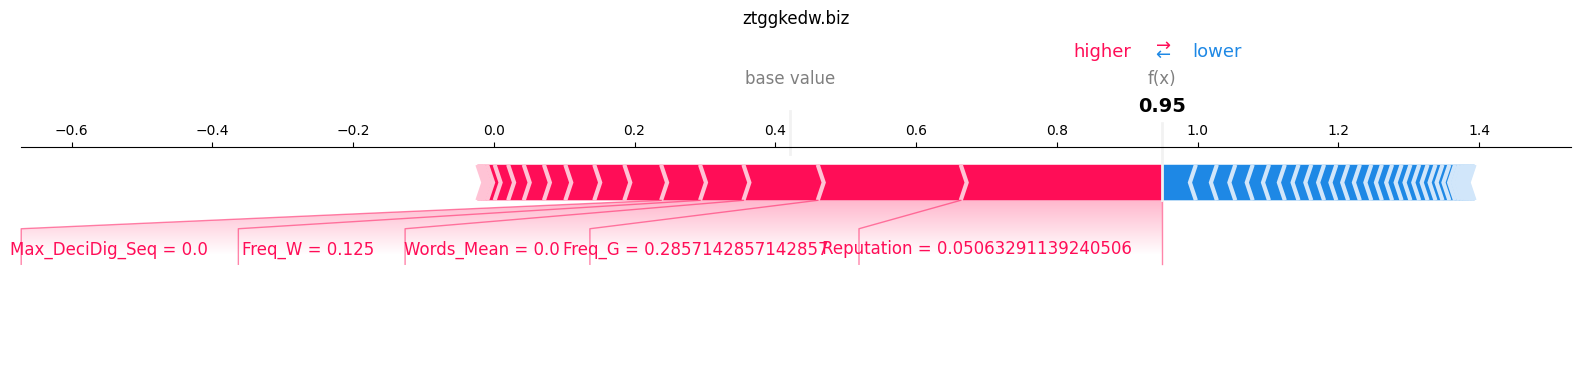 ztggkedw.biz
higher ⇄ lower
base value f(x)
0.95
−0.6 −0.4 −0.2 0.0 0.2 0.4 0.6 0.8 1.0 1.2 1.4
Max_DeciDig_Seq = 0.0 Freq_W = 0.125 Words_Mean = 0.0 Freq_G = 0.2857142857142857 Reputation = 0.05063291139240506